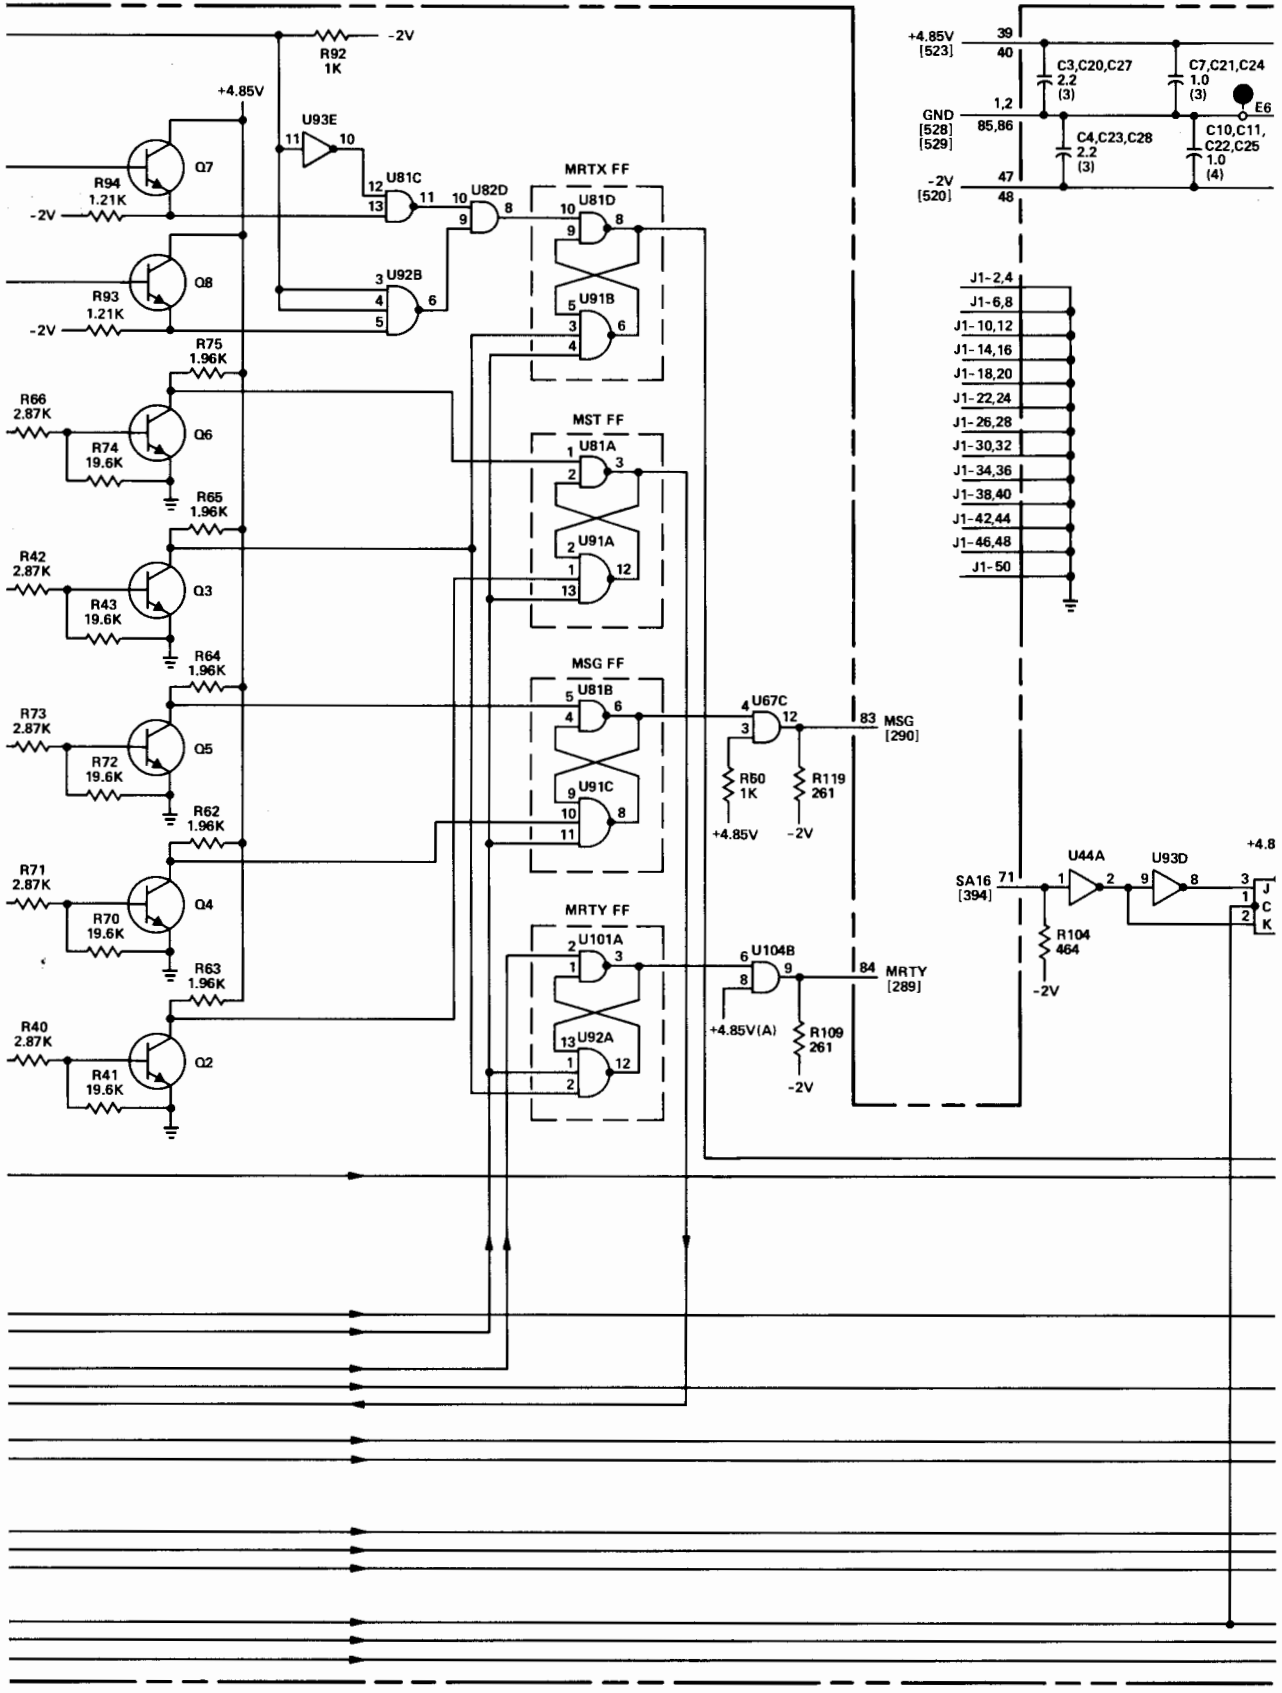 R92
1K
-2V
+4.85V
U93E
11
10
Q7
R94
1.21K
-2V
12
13
U81C
11
10
9
U82D
8
MRTX FF
U81D
10
9
8
U91B
5
3
4
6
Q8
R93
1.21K
-2V
3
4
5
U92B
6
R75
1.96K
R66
2.87K
Q6
R74
19.6K
MST FF
U81A
1
2
3
U91A
2
1
13
12
R65
1.96K
R42
2.87K
Q3
R43
19.6K
R64
1.96K
MSG FF
U81B
5
4
6
U91C
9
10
11
8
R73
2.87K
Q5
R72
19.6K
U67C
4
3
12
83
MSG
[290]
R60
1K
+4.85V
R119
261
-2V
R62
1.96K
R71
2.87K
Q4
R70
19.6K
MRTY FF
U101A
2
1
3
U92A
13
1
2
12
U104B
6
8
9
84
MRTY
[289]
+4.85V(A)
R109
261
-2V
R63
1.96K
R40
2.87K
Q2
R41
19.6K
+4.85V
[523]
39
40
C3,C20,C27
2.2
(3)
C7,C21,C24
1.0
(3)
E6
GND
[528]
[529]
1,2
85,86
C4,C23,C28
2.2
(3)
C10,C11,
C22,C25
1.0
(4)
-2V
[520]
47
48
J1-2,4
J1-6,8
J1-10,12
J1-14,16
J1-18,20
J1-22,24
J1-26,28
J1-30,32
J1-34,36
J1-38,40
J1-42,44
J1-46,48
J1-50
SA16
[394]
71
U44A
1
2
U93D
9
8
+4.8
3
1
2
J
C
K
R104
464
-2V